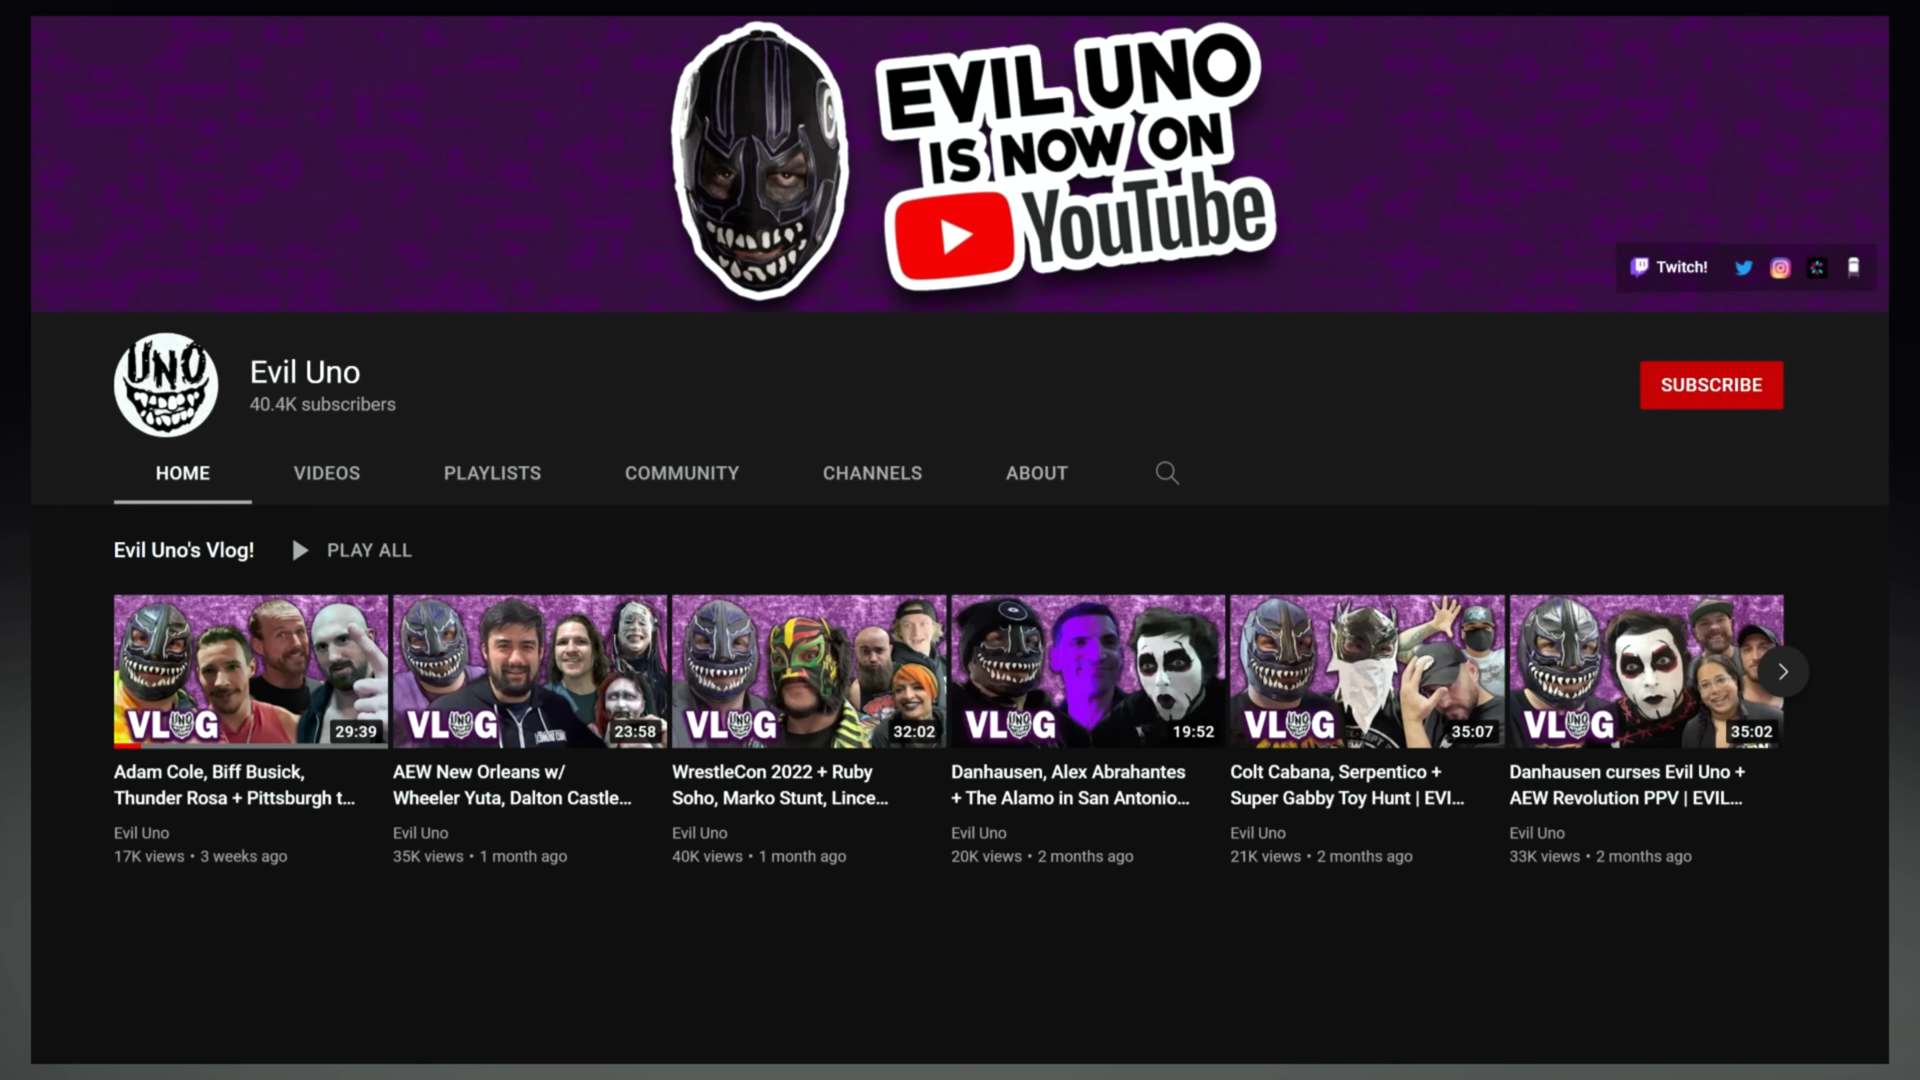 EVIL UNO
IS NOW ON
YouTube
Twitch!
UNO
Evil Uno
40.4K subscribers
SUBSCRIBE
HOME
VIDEOS
PLAYLISTS
COMMUNITY
CHANNELS
ABOUT
Evil Uno's Vlog!
PLAY ALL
VLOG
29:39
VLOG
23:58
VLOG
32:02
VLOG
19:52
VLOG
35:07
VLOG
35:02
Adam Cole, Biff Busick,
Thunder Rosa + Pittsburgh t...
Evil Uno
17K views • 3 weeks ago
AEW New Orleans w/
Wheeler Yuta, Dalton Castle...
Evil Uno
35K views • 1 month ago
WrestleCon 2022 + Ruby
Soho, Marko Stunt, Lince...
Evil Uno
40K views • 1 month ago
Danhausen, Alex Abrahantes
+ The Alamo in San Antonio...
Evil Uno
20K views • 2 months ago
Colt Cabana, Serpentico +
Super Gabby Toy Hunt | EVI...
Evil Uno
21K views • 2 months ago
Danhausen curses Evil Uno +
AEW Revolution PPV | EVIL...
Evil Uno
33K views • 2 months ago